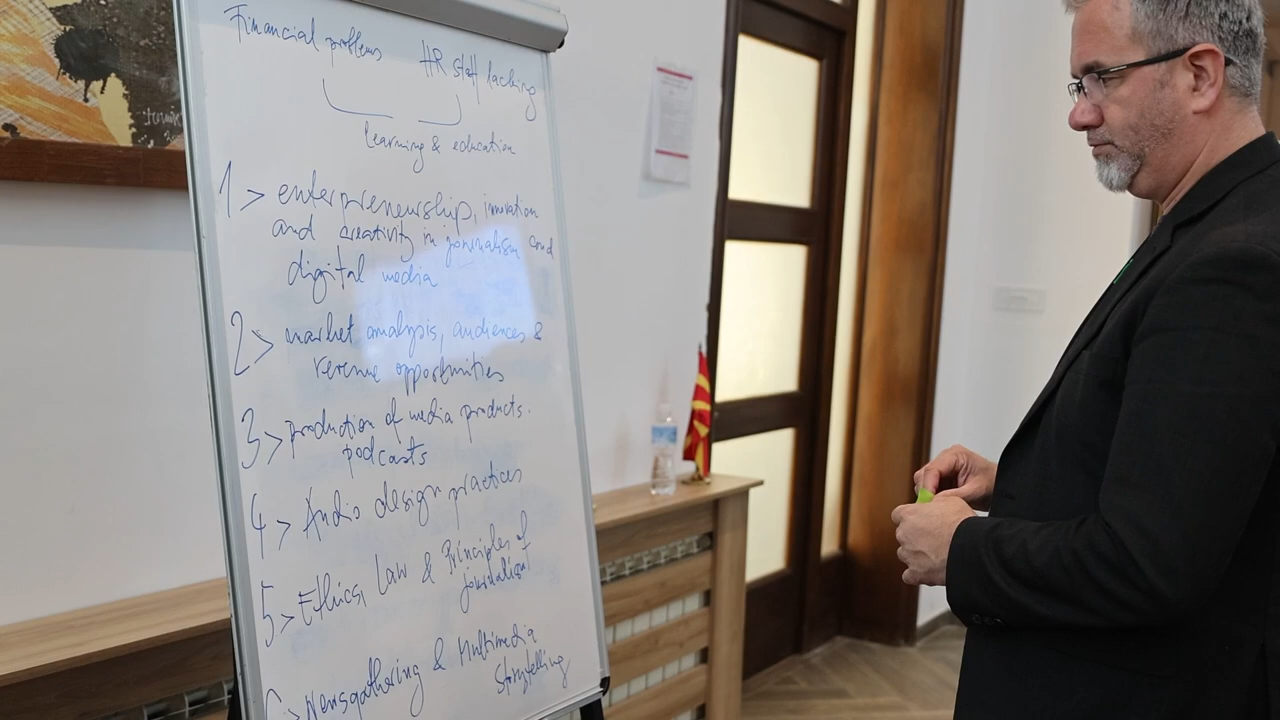 Financial problems HR staff lacking
learning & education
1 > enterpreneurship, innovation
and creativity in journalism and
digital media
2 > market analysis, audiences &
revenue opportunities
3 > production of media products.
podcasts
4 > Audio design practices
5 > Ethics, Law & Principles of
journalism
6 > Newsgathering & Multimedia
storytelling